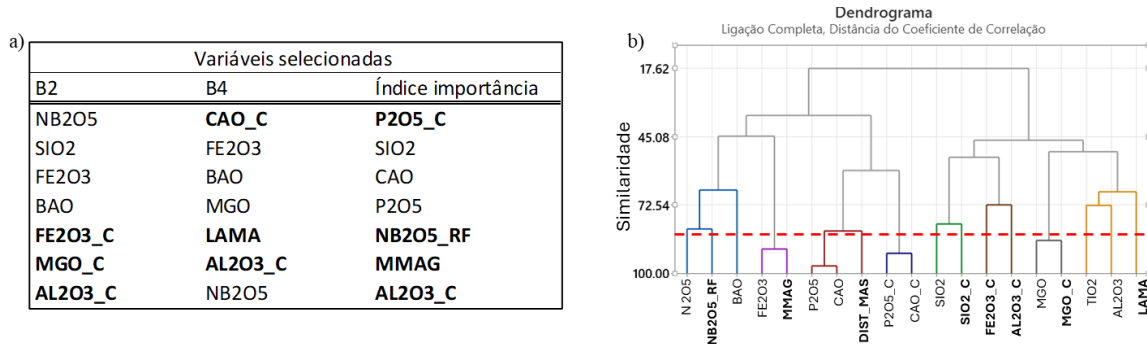 a)
Variáveis selecionadas
B2 B4 Índice importância
NB2O5 CAO_C P2O5_C
SIO2 FE2O3 SIO2
FE2O3 BAO CAO
BAO MGO P2O5
FE2O3_C LAMA NB2O5_RF
MGO_C AL2O3_C MMAG
AL2O3_C NB2O5 AL2O3_C
b)
Dendrograma
Ligação Completa, Distância do Coeficiente de Correlação
Similaridade
17.62
45.08
72.54
100.00
N2O5
NB2O5_RF
BAO
FE2O3
MMAG
P2O5
CAO
DIST_MAS
P2O5_C
CAO_C
SIO2
SIO2_C
FE2O3_C
AL2O3_C
MGO
MGO_C
TIO2
AL2O3
LAMA